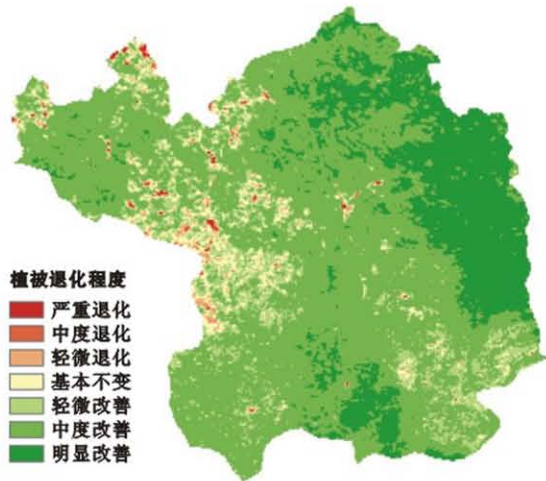 植被退化程度
严重退化
中度退化
轻微退化
基本不变
轻微改善
中度改善
明显改善